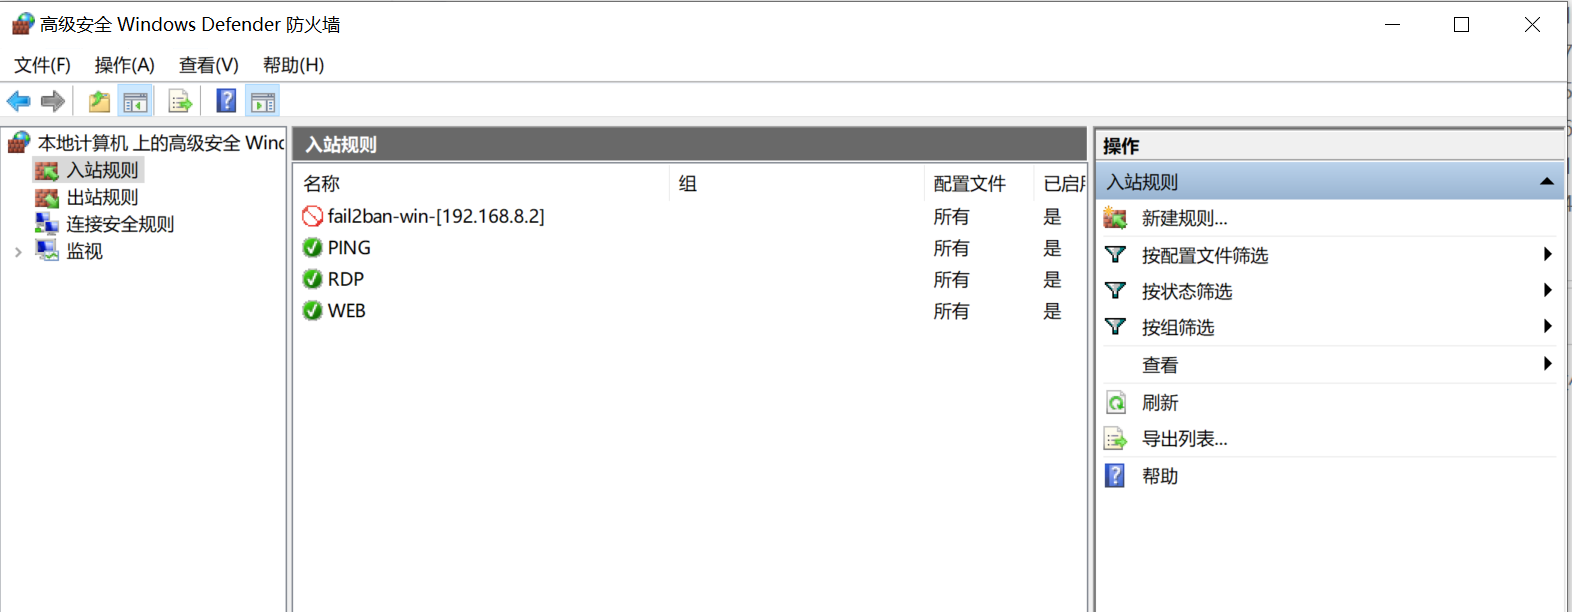 高级安全 Windows Defender 防火墙
文件(F) 操作(A) 查看(V) 帮助(H)
本地计算机 上的高级安全 Wind
入站规则
出站规则
连接安全规则
监视
入站规则
名称 组 配置文件 已启用
fail2ban-win-[192.168.8.2] 所有 是
PING 所有 是
RDP 所有 是
WEB 所有 是
操作
入站规则
新建规则...
按配置文件筛选
按状态筛选
按组筛选
查看
刷新
导出列表...
帮助